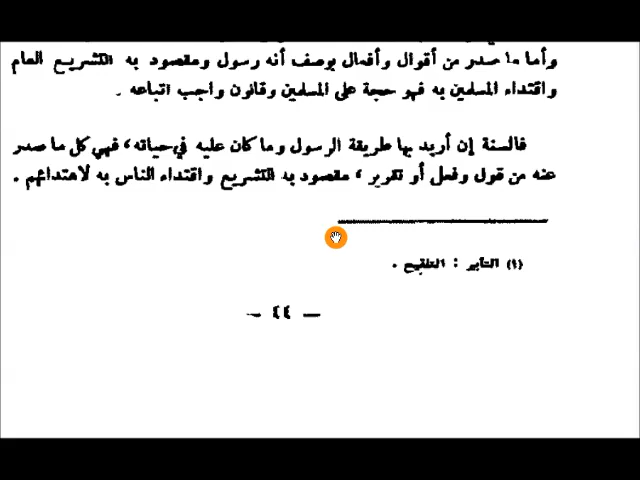 وأما ما صدر من أقوال وأفعال بوصف أنه رسول ومقصود به التشريع العام
واقتداء المسلمين به فهو حجة على المسلمين وقانون واجب اتباعه .
فالسنة إن أريد بها طريقة الرسول وما كان عليه في حياته، فهي كل ما صدر
عنه من قول وفعل أو تقرير، مقصود به التشريع واقتداء الناس به لاهتدائهم .
(١) التأبير : التلقيح .
— ٤٤ —